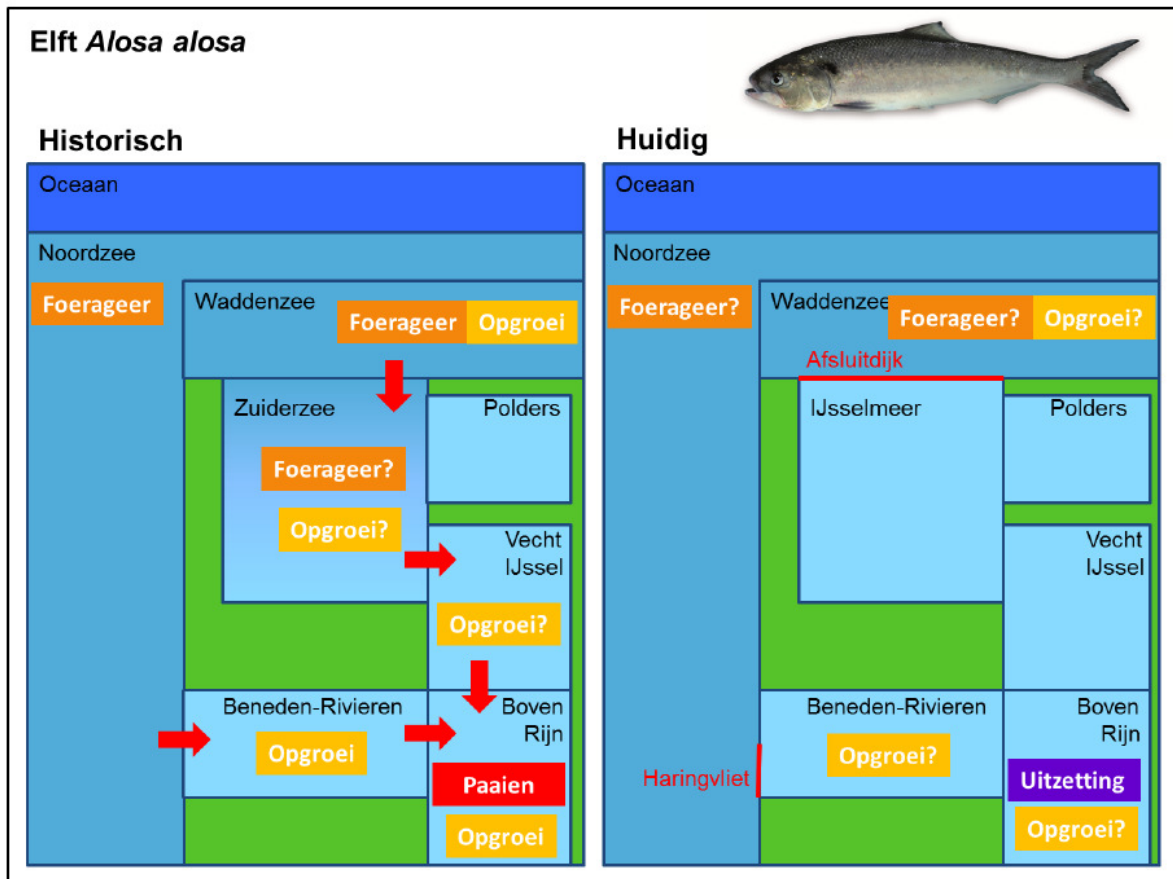 Elft Alosa alosa
Historisch
Oceaan
Noordzee
Foerageer
Waddenzee
Foerageer
Opgroei
Zuiderzee
Polders
Foerageer?
Opgroei?
Vecht
IJssel
Opgroei?
Beneden-Rivieren
Opgroei
Boven
Rijn
Paaien
Opgroei
Huidig
Oceaan
Noordzee
Foerageer?
Waddenzee
Foerageer?
Opgroei?
Afsluitdijk
IJsselmeer
Polders
Vecht
IJssel
Beneden-Rivieren
Opgroei?
Haringvliet
Boven
Rijn
Uitzetting
Opgroei?